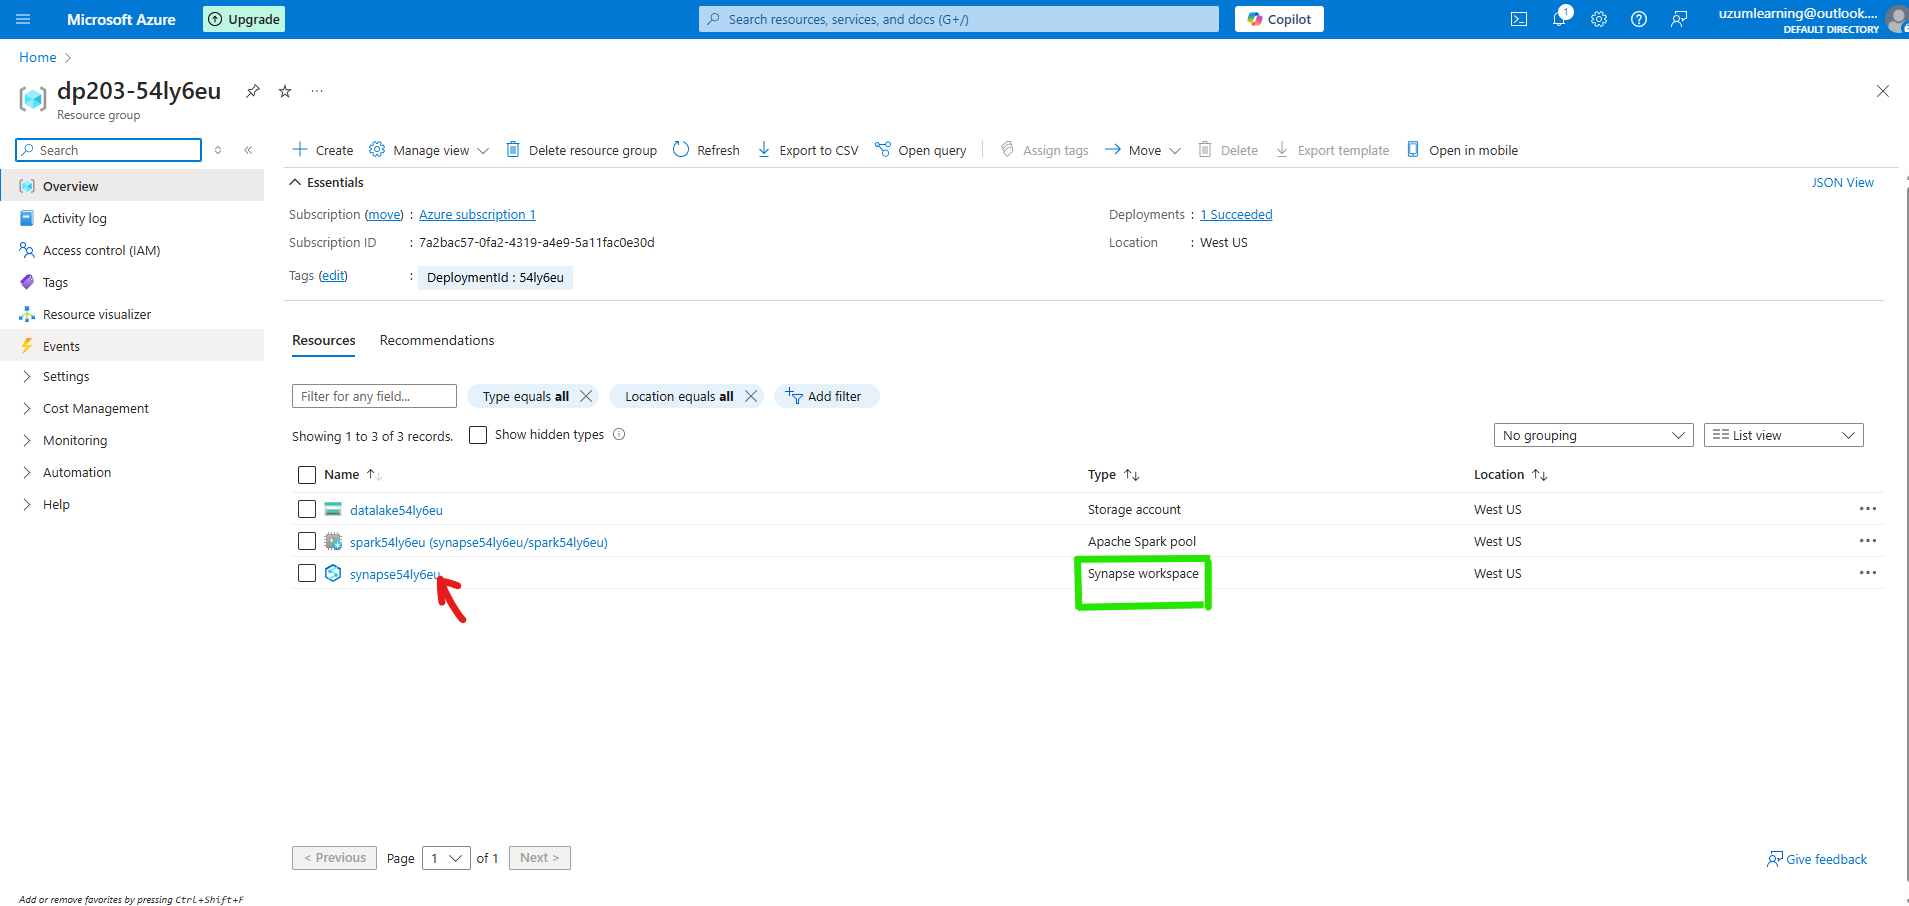 Microsoft Azure
Upgrade
Search resources, services, and docs (G+/)
Copilot
1
uzumlearning@outlook....
DEFAULT DIRECTORY
Home
dp203-54ly6eu
...
Resource group
Search
Create
Manage view
Delete resource group
Refresh
Export to CSV
Open query
Assign tags
Move
Delete
Export template
Open in mobile
Overview
Activity log
Access control (IAM)
Tags
Resource visualizer
Events
Settings
Cost Management
Monitoring
Automation
Help
Essentials
JSON View
Subscription (move) : Azure subscription 1
Subscription ID : 7a2bac57-0fa2-4319-a4e9-5a11fac0e30d
Tags (edit) : DeploymentId : 54ly6eu
Deployments : 1 Succeeded
Location : West US
Resources Recommendations
Filter for any field...
Type equals all
Location equals all
Add filter
Showing 1 to 3 of 3 records.
Show hidden types
No grouping
List view
Name Type Location
datalake54ly6eu Storage account West US
spark54ly6eu (synapse54ly6eu/spark54ly6eu) Apache Spark pool West US
synapse54ly6eu Synapse workspace West US
< Previous Page 1 of 1 Next >
Give feedback
Add or remove favorites by pressing Ctrl+Shift+F